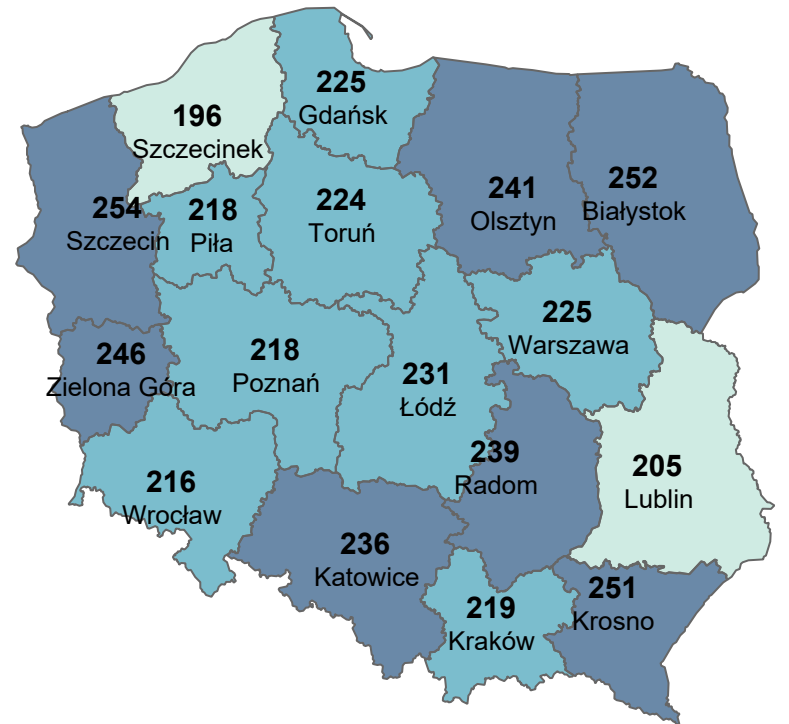 225
Gdańsk
196
Szczecinek
254
Szczecin
218
Piła
224
Toruń
241
Olsztyn
252
Białystok
246
Zielona Góra
218
Poznań
231
Łódź
225
Warszawa
216
Wrocław
239
Radom
205
Lublin
236
Katowice
219
Kraków
251
Krosno